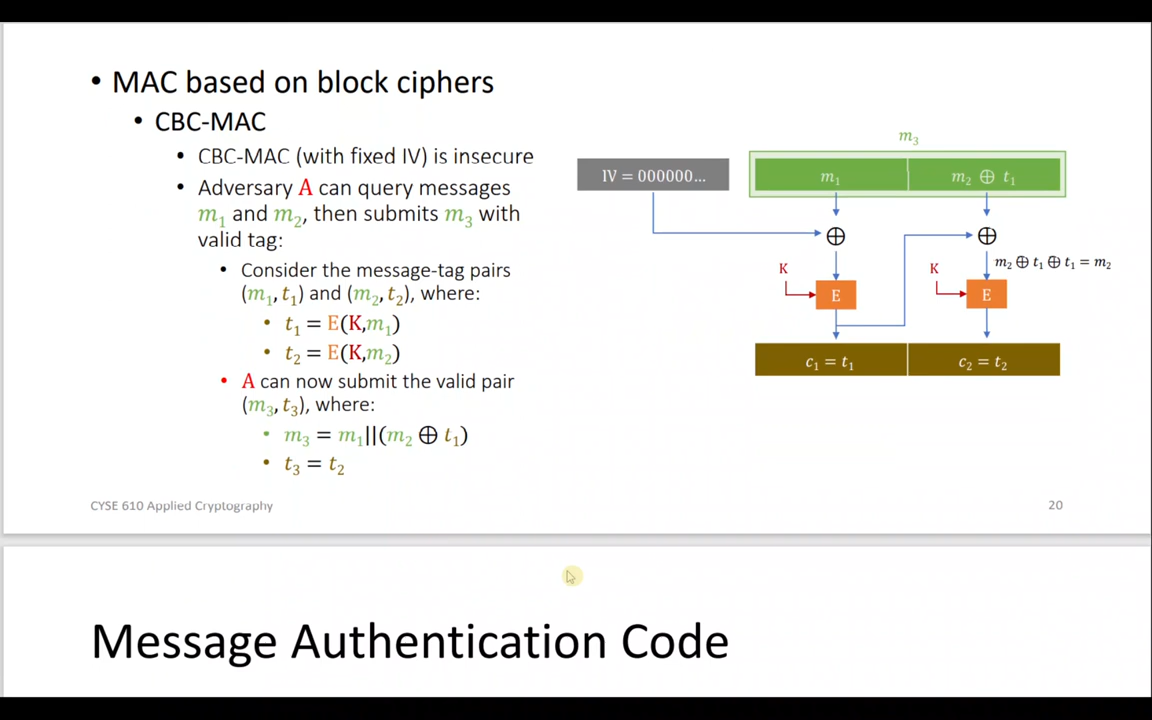 • MAC based on block ciphers
• CBC-MAC
• CBC-MAC (with fixed IV) is insecure
• Adversary A can query messages
m₁ and m₂, then submits m₃ with
valid tag:
• Consider the message-tag pairs
(m₁, t₁) and (m₂, t₂), where:
• t₁ = E(K,m₁)
• t₂ = E(K,m₂)
• A can now submit the valid pair
(m₃, t₃), where:
• m₃ = m₁||(m₂ ⊕ t₁)
• t₃ = t₂
m₃
IV = 000000...
m₁
m₂ ⊕ t₁
⊕
⊕
m₂ ⊕ t₁ ⊕ t₁ = m₂
K
K
E
E
c₁ = t₁
c₂ = t₂
CYSE 610 Applied Cryptography
20
Message Authentication Code